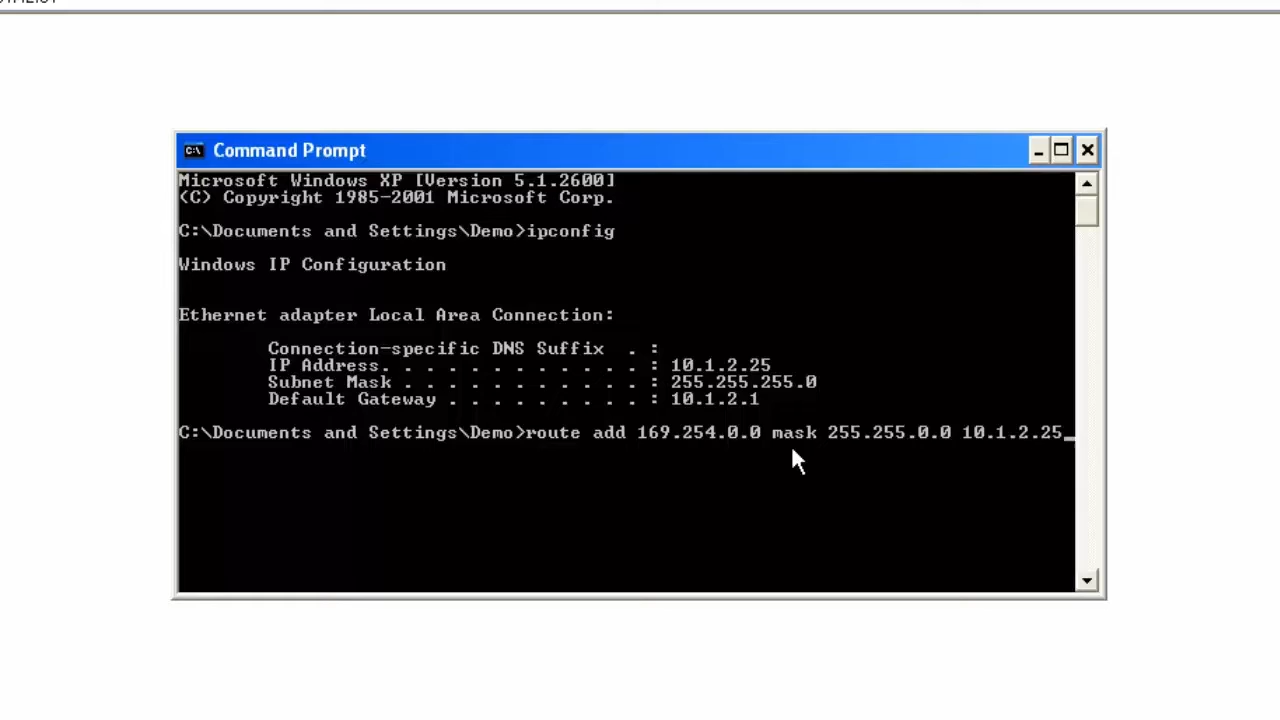 Command Prompt
Microsoft Windows XP [Version 5.1.2600]
(C) Copyright 1985-2001 Microsoft Corp.
C:\Documents and Settings\Demo>ipconfig
Windows IP Configuration
Ethernet adapter Local Area Connection:
Connection-specific DNS Suffix . :
IP Address. . . . . . . . . . . . : 10.1.2.25
Subnet Mask . . . . . . . . . . . : 255.255.255.0
Default Gateway . . . . . . . . . : 10.1.2.1
C:\Documents and Settings\Demo>route add 169.254.0.0 mask 255.255.0.0 10.1.2.25_